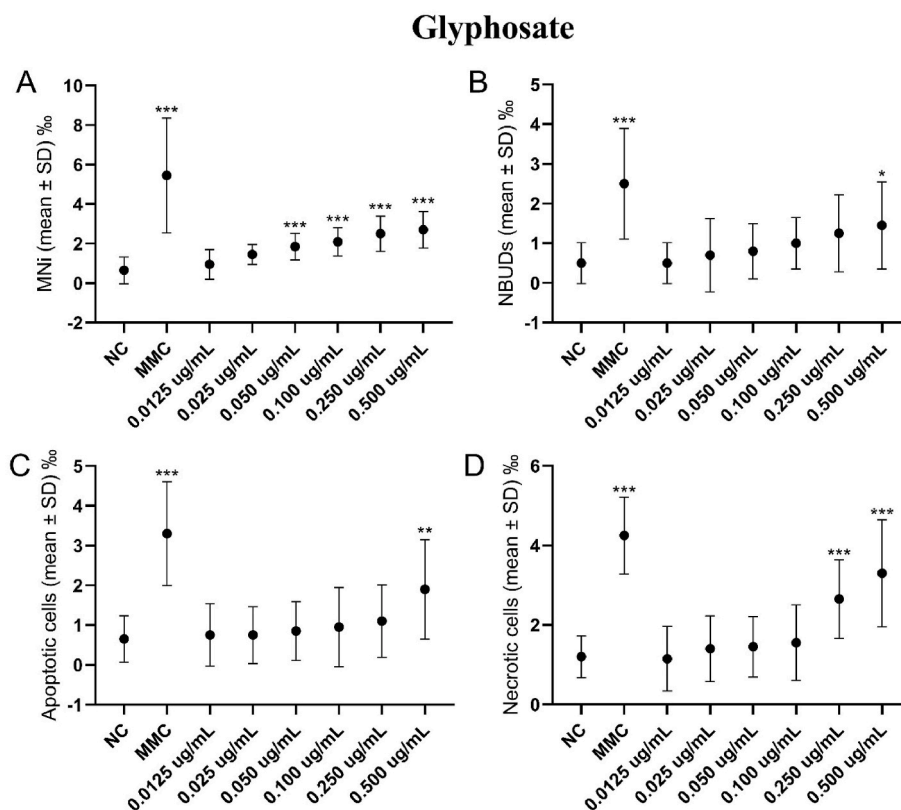 Glyphosate
A
MNi (mean ± SD) ‰
10
8
6
4
2
0
-2
***
***
***
***
***
NC
MMC
0.0125 ug/mL
0.025 ug/mL
0.050 ug/mL
0.100 ug/mL
0.250 ug/mL
0.500 ug/mL
B
NBUDs (mean ± SD) ‰
5
4
3
2
1
0
-1
***
*
NC
MMC
0.0125 ug/mL
0.025 ug/mL
0.050 ug/mL
0.100 ug/mL
0.250 ug/mL
0.500 ug/mL
C
Apoptotic cells (mean ± SD) ‰
5
4
3
2
1
0
-1
***
**
NC
MMC
0.0125 ug/mL
0.025 ug/mL
0.050 ug/mL
0.100 ug/mL
0.250 ug/mL
0.500 ug/mL
D
Necrotic cells (mean ± SD) ‰
6
4
2
0
***
***
***
NC
MMC
0.0125 ug/mL
0.025 ug/mL
0.050 ug/mL
0.100 ug/mL
0.250 ug/mL
0.500 ug/mL